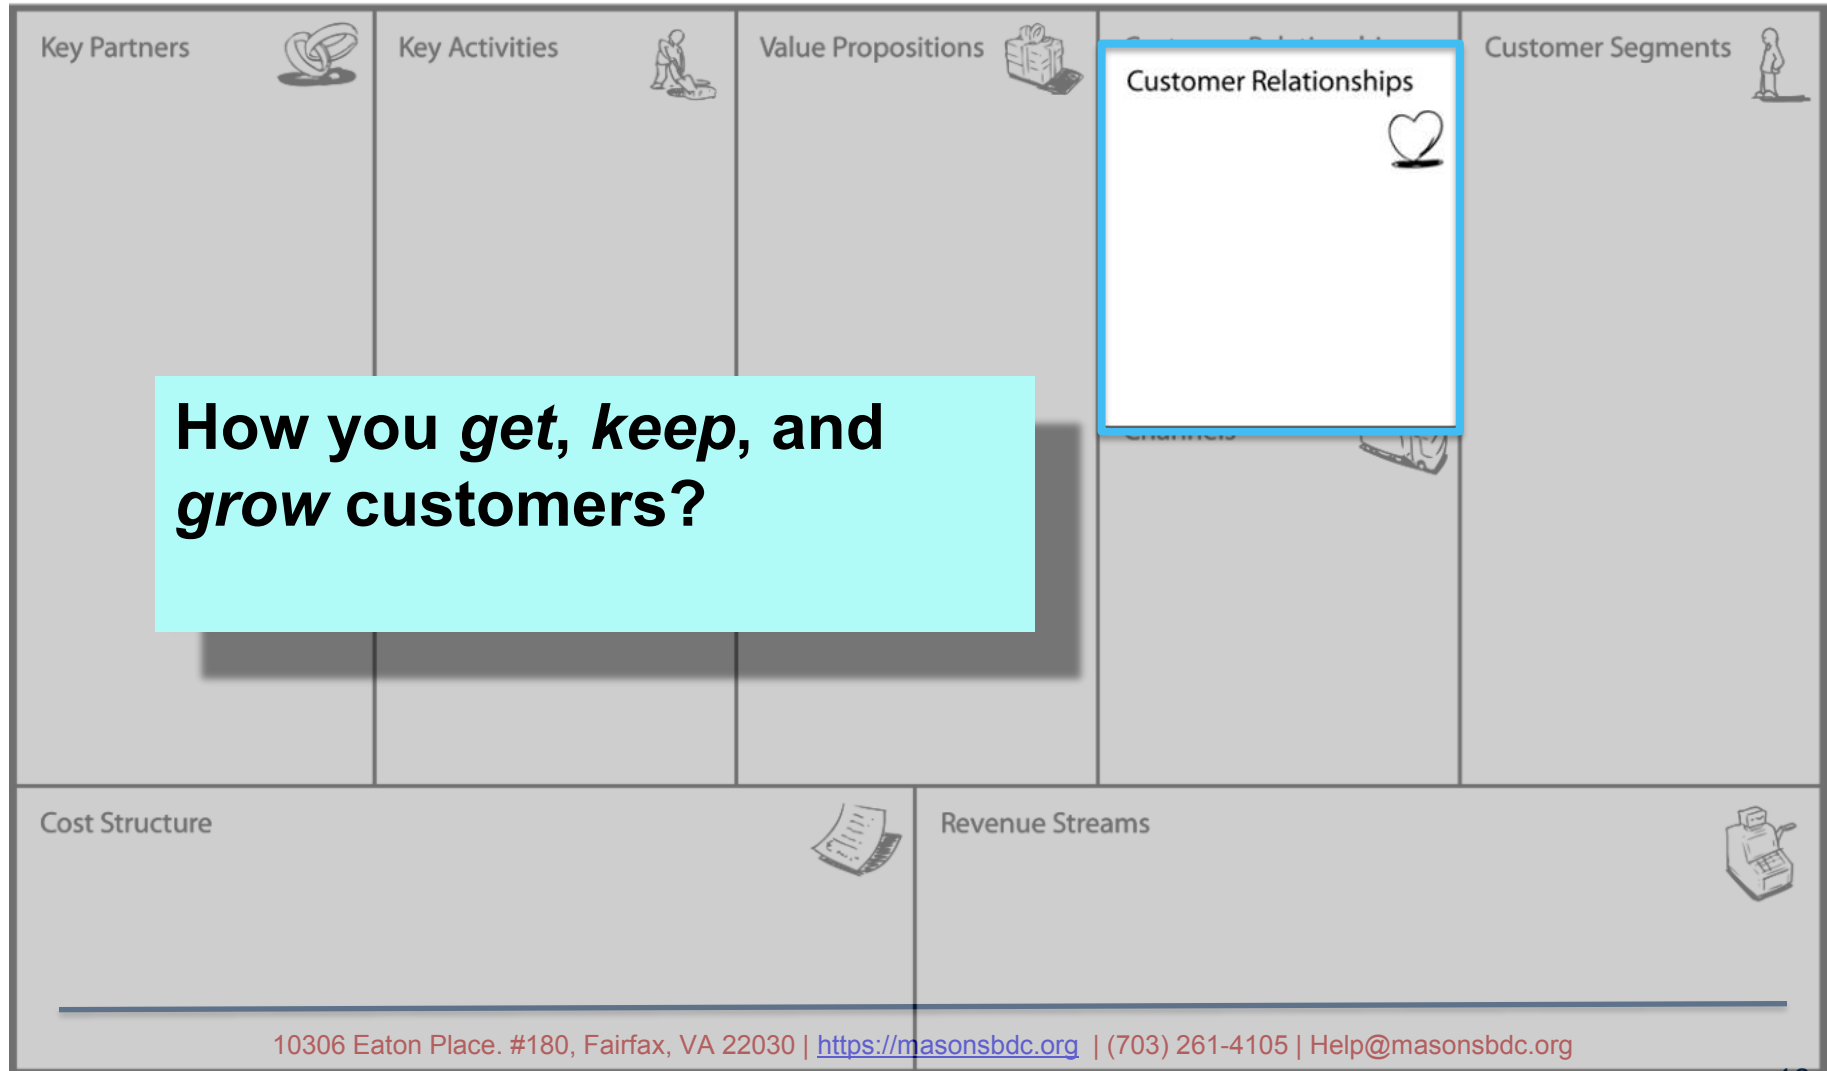 Key Partners
Key Activities
Value Propositions
Customer Relationships
Customer Segments
How you get, keep, and
grow customers?
Channels
Cost Structure
Revenue Streams
10306 Eaton Place. #180, Fairfax, VA 22030 | https://masonsbdc.org | (703) 261-4105 | Help@masonsbdc.org